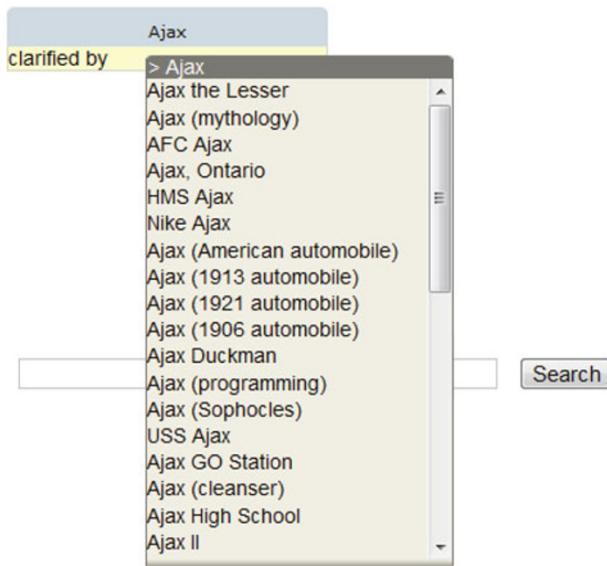 Ajax
clarified by
> Ajax
Ajax the Lesser
Ajax (mythology)
AFC Ajax
Ajax, Ontario
HMS Ajax
Nike Ajax
Ajax (American automobile)
Ajax (1913 automobile)
Ajax (1921 automobile)
Ajax (1906 automobile)
Ajax Duckman
Ajax (programming)
Search
Ajax (Sophocles)
USS Ajax
Ajax GO Station
Ajax (cleanser)
Ajax High School
Ajax II